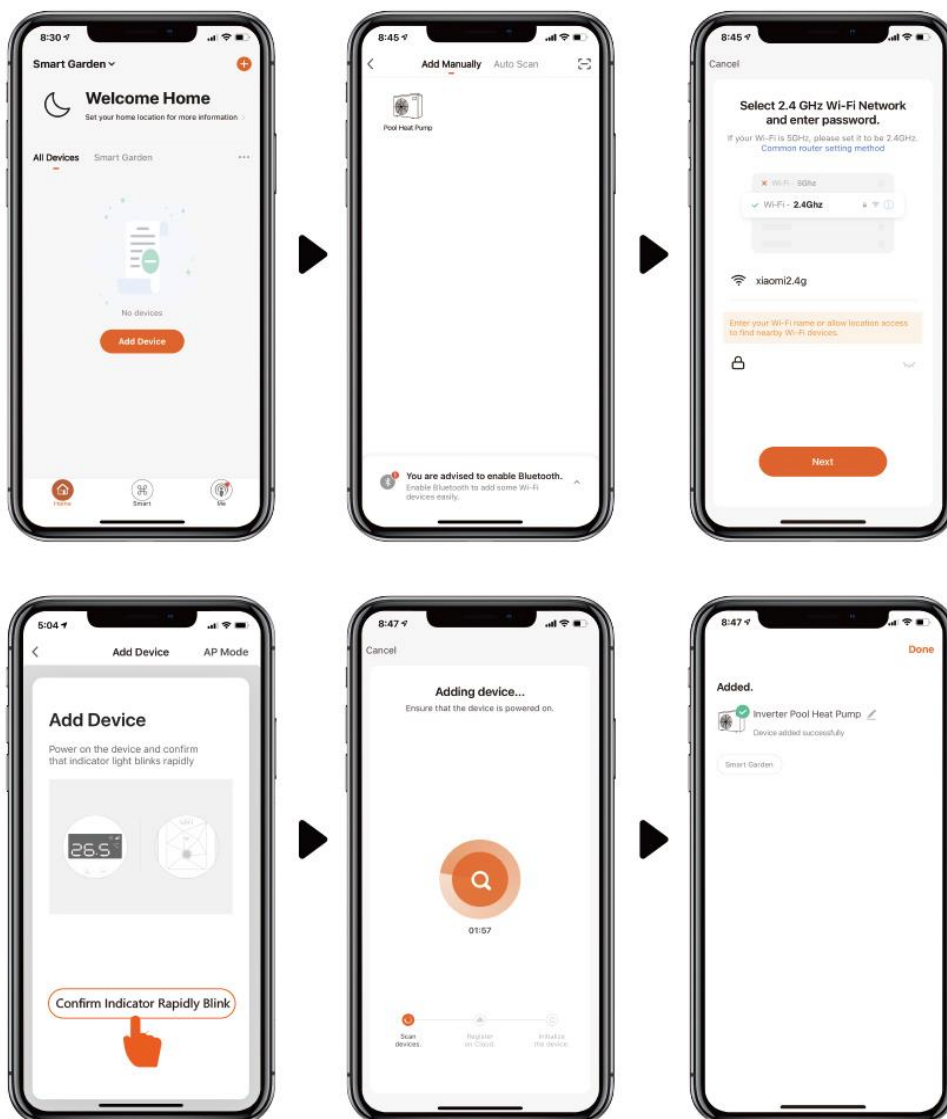 8:30
Smart Garden
Welcome Home
Set your home location for more information
All Devices Smart Garden
No devices
Add Device
Home Smart Me
8:45
Add Manually Auto Scan
Pool Heat Pump
You are advised to enable Bluetooth.
Enable Bluetooth to add some Wi-Fi
devices easily.
8:45
Cancel
Select 2.4 GHz Wi-Fi Network
and enter password.
If your Wi-Fi is 5GHz, please set it to be 2.4GHz.
Common router setting method
Wi-Fi - 5Ghz
Wi-Fi - 2.4Ghz
xiaomi2.4g
Enter your Wi-Fi name or allow location access
to find nearby Wi-Fi devices.
Next
5:04
Add Device AP Mode
Add Device
Power on the device and confirm
that indicator light blinks rapidly
26.5
Confirm Indicator Rapidly Blink
8:47
Cancel
Adding device...
Ensure that the device is powered on.
01:57
Scan
devices.
Register
on Cloud.
Initialize
the device.
8:47
Done
Added.
Inverter Pool Heat Pump
Device added successfully
Smart Garden